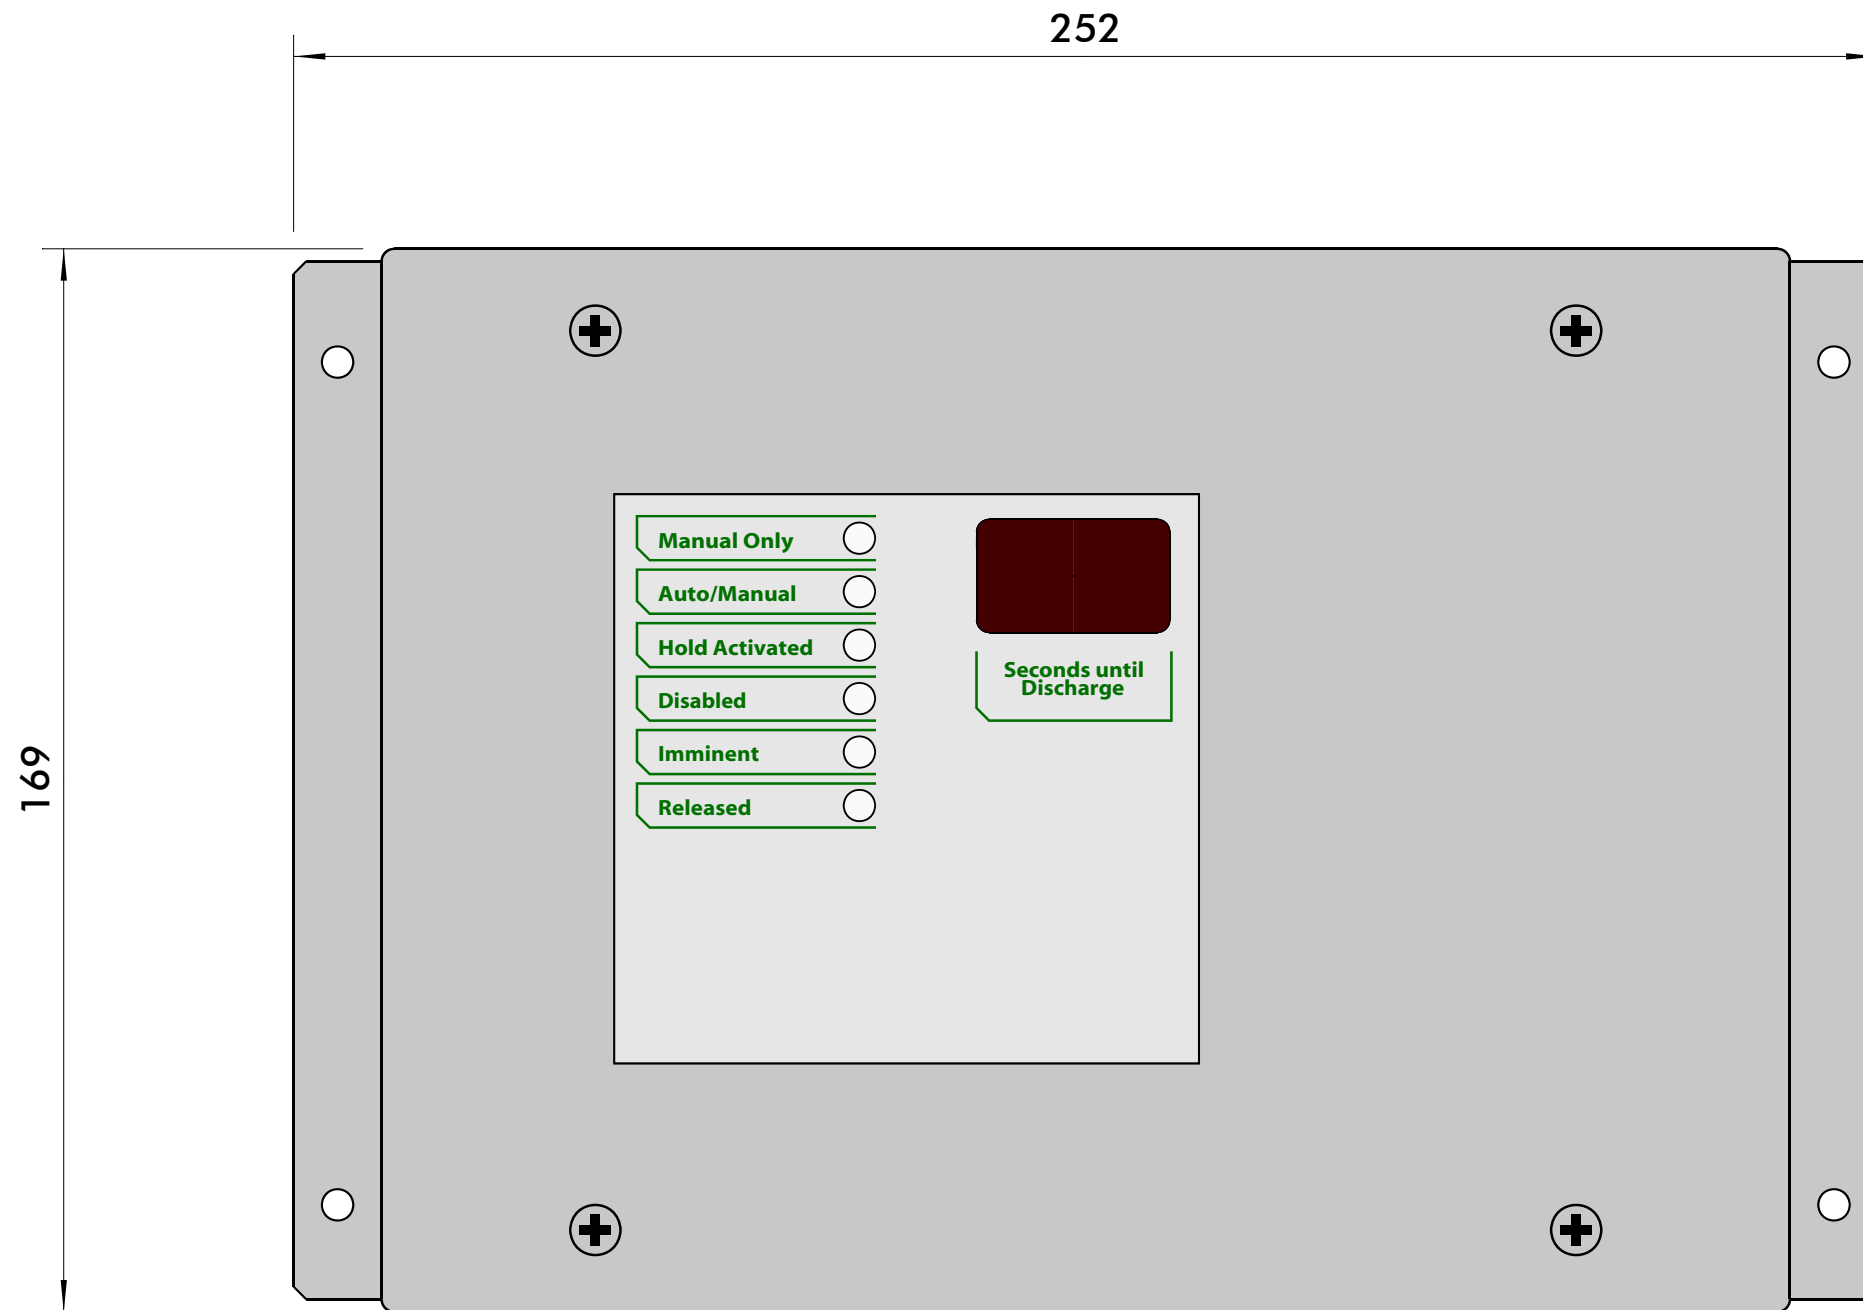 252
169
Manual Only
Auto/Manual
Hold Activated
Disabled
Imminent
Released
Seconds until
Discharge